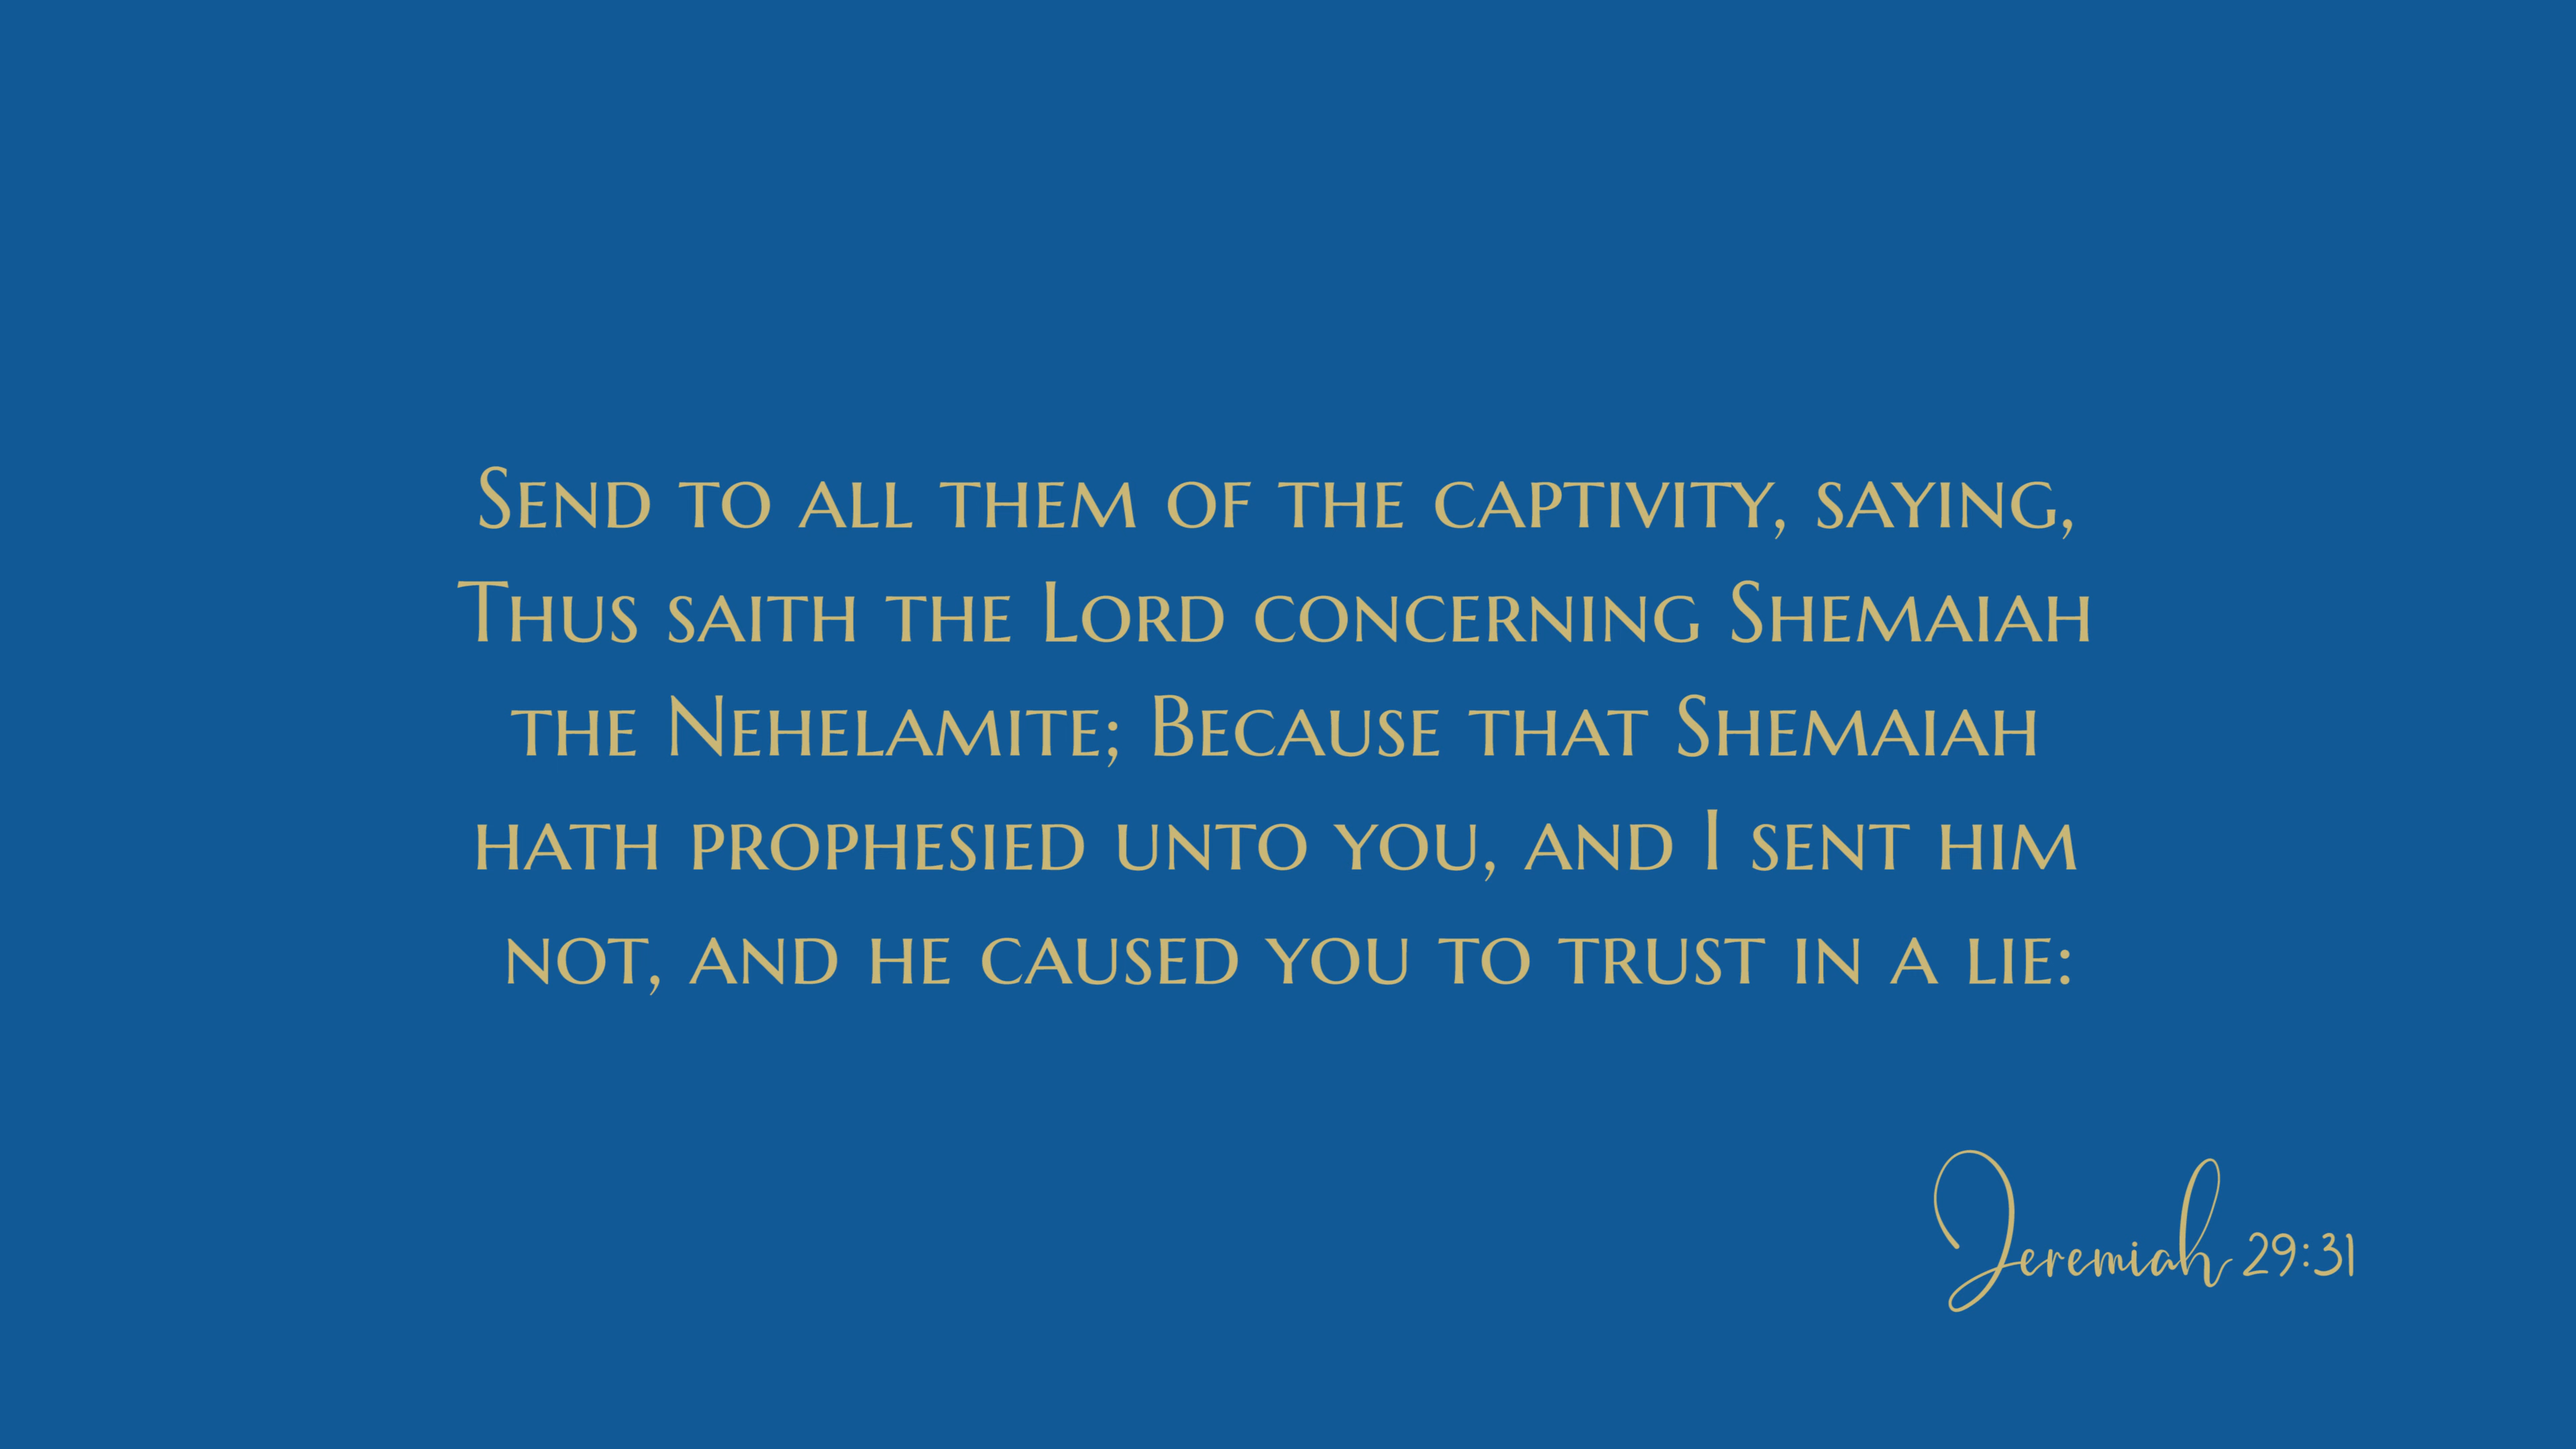 Send to all them of the captivity, saying,
Thus saith the Lord concerning Shemaiah
the Nehelamite; Because that Shemaiah
hath prophesied unto you, and I sent him
not, and he caused you to trust in a lie:
Jeremiah 29:31